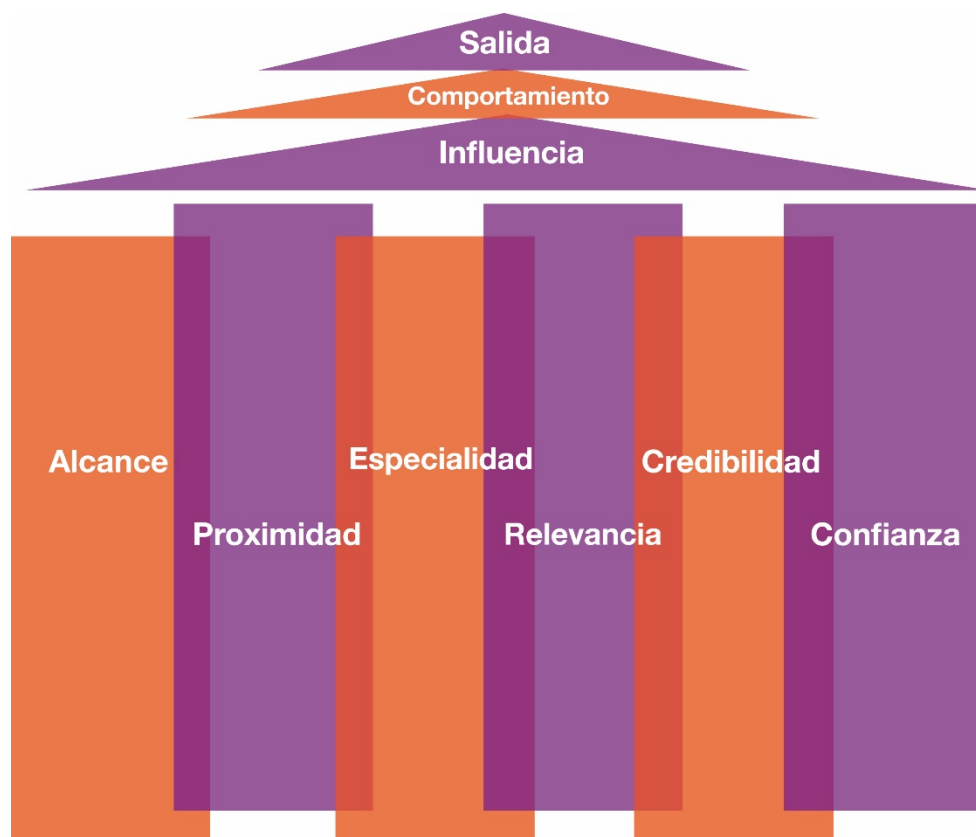 Salida
Comportamiento
Influencia
Alcance
Especialidad
Credibilidad
Proximidad
Relevancia
Confianza